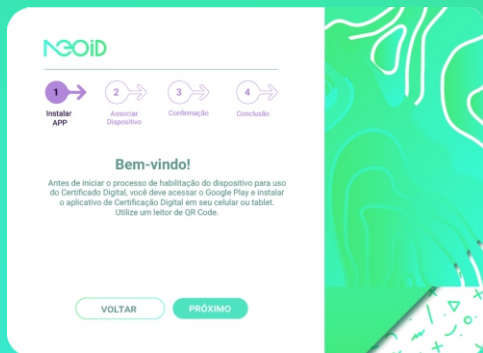 NEOiD
1 2 3 4
Instalar APP
Associar Dispositivo
Confirmação
Conclusão
Bem-vindo!
Antes de iniciar o processo de habilitação do dispositivo para uso
do Certificado Digital, você deve acessar o Google Play e instalar
o aplicativo de Certificação Digital em seu celular ou tablet.
Utilize um leitor de QR Code.
VOLTAR
PRÓXIMO